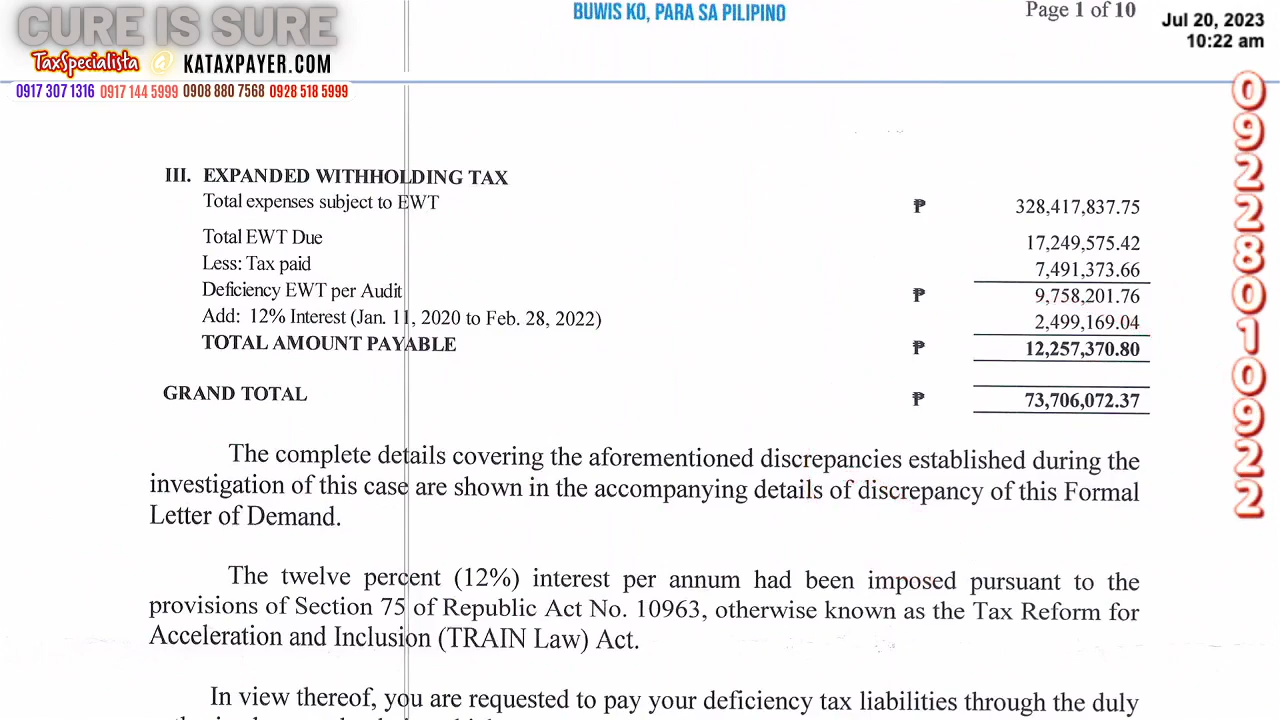 CURE IS SURE
TaxSpecialista @ KATAXPAYER.COM
0917 307 1316 0917 144 5999 0908 880 7568 0928 518 5999
BUWIS KO, PARA SA PILIPINO
Page 1 of 10
Jul 20, 2023
10:22 am
09228010922
III. EXPANDED WITHHOLDING TAX
Total expenses subject to EWT ₱ 328,417,837.75
Total EWT Due 17,249,575.42
Less: Tax paid 7,491,373.66
Deficiency EWT per Audit ₱ 9,758,201.76
Add: 12% Interest (Jan. 11, 2020 to Feb. 28, 2022) 2,499,169.04
TOTAL AMOUNT PAYABLE ₱ 12,257,370.80
GRAND TOTAL ₱ 73,706,072.37
The complete details covering the aforementioned discrepancies established during the
investigation of this case are shown in the accompanying details of discrepancy of this Formal
Letter of Demand.
The twelve percent (12%) interest per annum had been imposed pursuant to the
provisions of Section 75 of Republic Act No. 10963, otherwise known as the Tax Reform for
Acceleration and Inclusion (TRAIN Law) Act.
In view thereof, you are requested to pay your deficiency tax liabilities through the duly